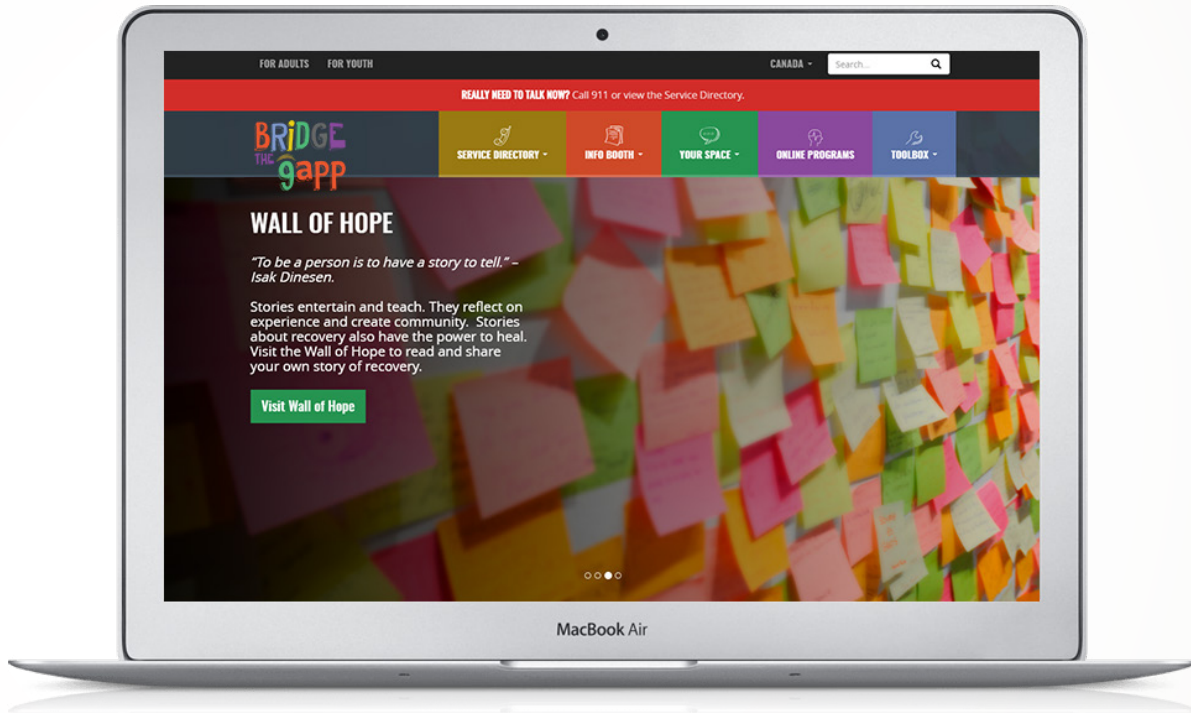 FOR ADULTS FOR YOUTH CANADA Search...
REALLY NEED TO TALK NOW? Call 911 or view the Service Directory.
BRiDGE
THE gapp
SERVICE DIRECTORY INFO BOOTH YOUR SPACE ONLINE PROGRAMS TOOLBOX
WALL OF HOPE
"To be a person is to have a story to tell." –
Isak Dinesen.
Stories entertain and teach. They reflect on
experience and create community. Stories
about recovery also have the power to heal.
Visit the Wall of Hope to read and share
your own story of recovery.
Visit Wall of Hope
MacBook Air